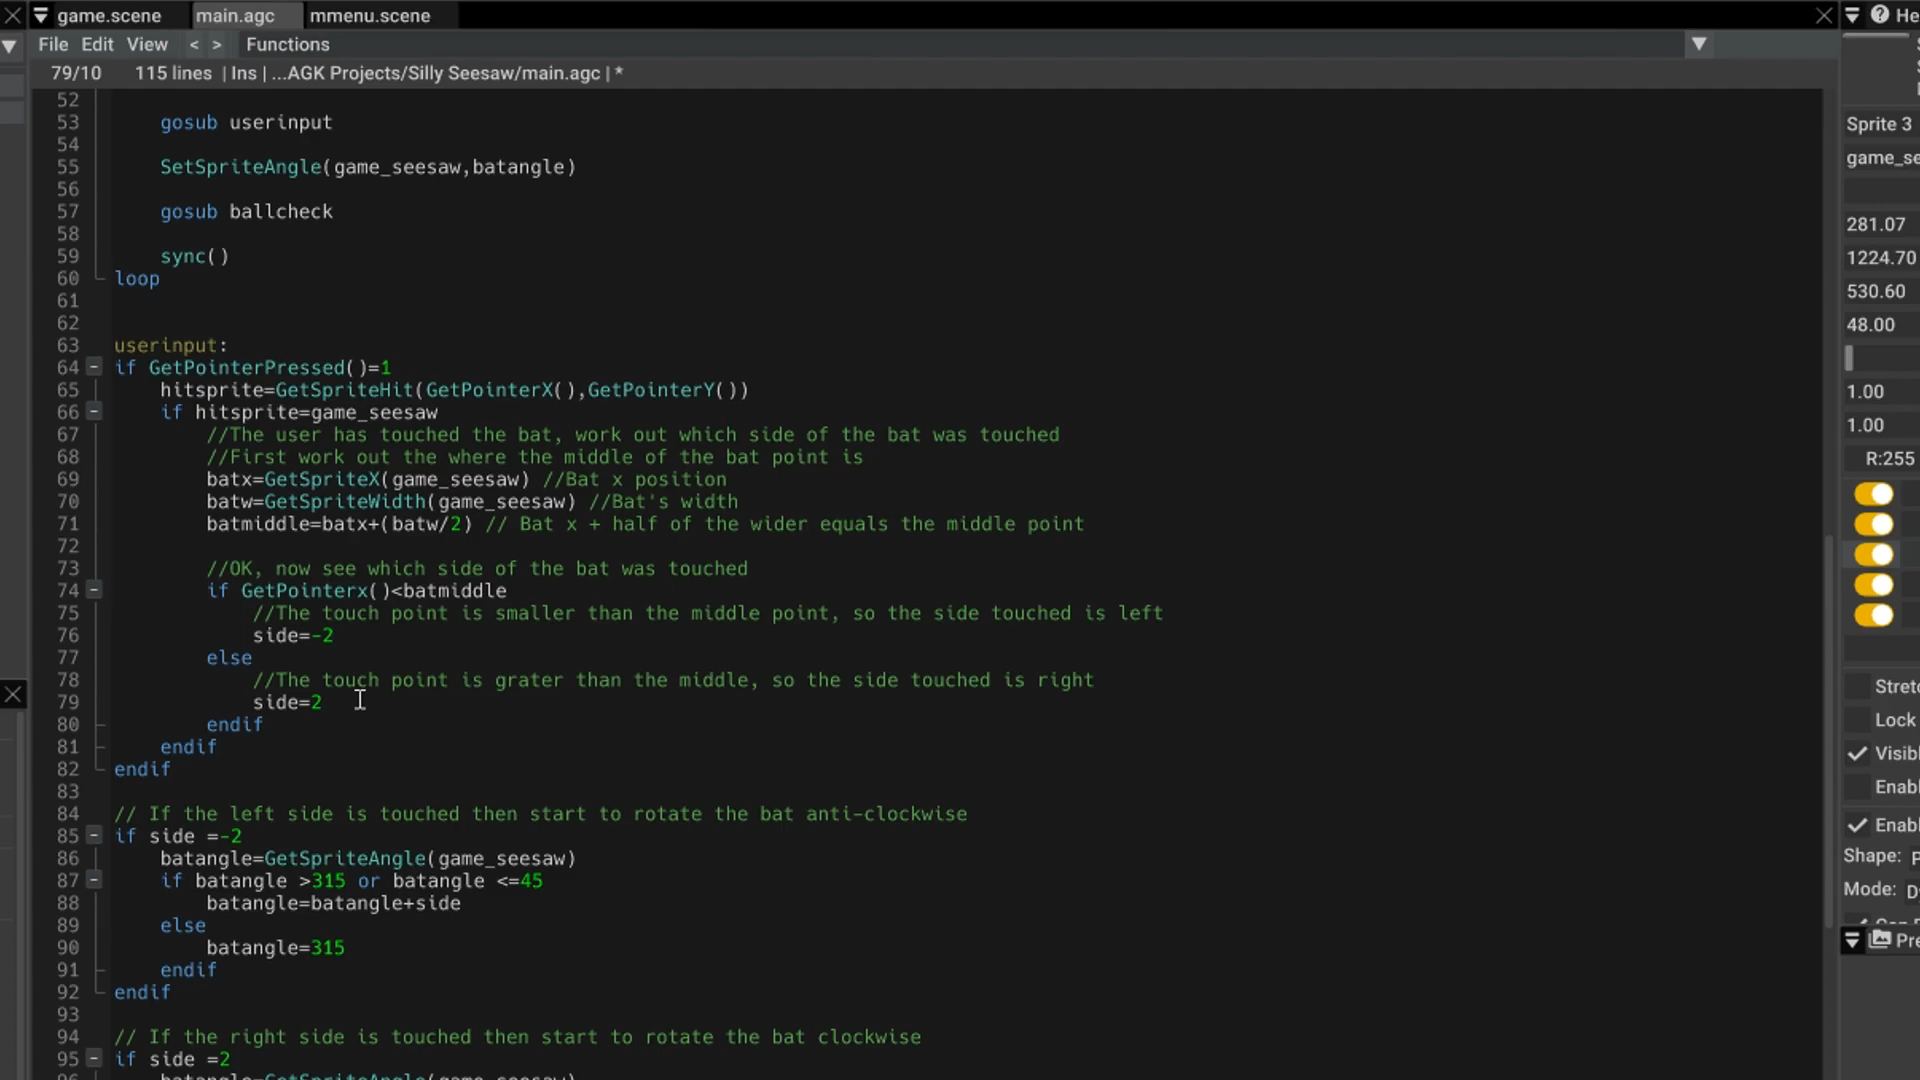 game.scene main.agc mmenu.scene He
File Edit View < > Functions
79/10 115 lines | Ins | ...AGK Projects/Silly Seesaw/main.agc | *
52
53 gosub userinput
54
55 SetSpriteAngle(game_seesaw,batangle)
56
57 gosub ballcheck
58
59 sync()
60 loop
61
62
63 userinput:
64 if GetPointerPressed()=1
65 hitsprite=GetSpriteHit(GetPointerX(),GetPointerY())
66 if hitsprite=game_seesaw
67 //The user has touched the bat, work out which side of the bat was touched
68 //First work out the where the middle of the bat point is
69 batx=GetSpriteX(game_seesaw) //Bat x position
70 batw=GetSpriteWidth(game_seesaw) //Bat's width
71 batmiddle=batx+(batw/2) // Bat x + half of the wider equals the middle point
72
73 //OK, now see which side of the bat was touched
74 if GetPointerx()<batmiddle
75 //The touch point is smaller than the middle point, so the side touched is left
76 side=-2
77 else
78 //The touch point is grater than the middle, so the side touched is right
79 side=2
80 endif
81 endif
82 endif
83
84 // If the left side is touched then start to rotate the bat anti-clockwise
85 if side =-2
86 batangle=GetSpriteAngle(game_seesaw)
87 if batangle >315 or batangle <=45
88 batangle=batangle+side
89 else
90 batangle=315
91 endif
92 endif
93
94 // If the right side is touched then start to rotate the bat clockwise
95 if side =2
Sprite 3
game_se
281.07
1224.70
530.60
48.00
1.00
1.00
R:255
Stretc
Lock
Visibl
Enabl
Enabl
Shape: P
Mode: D
Pre